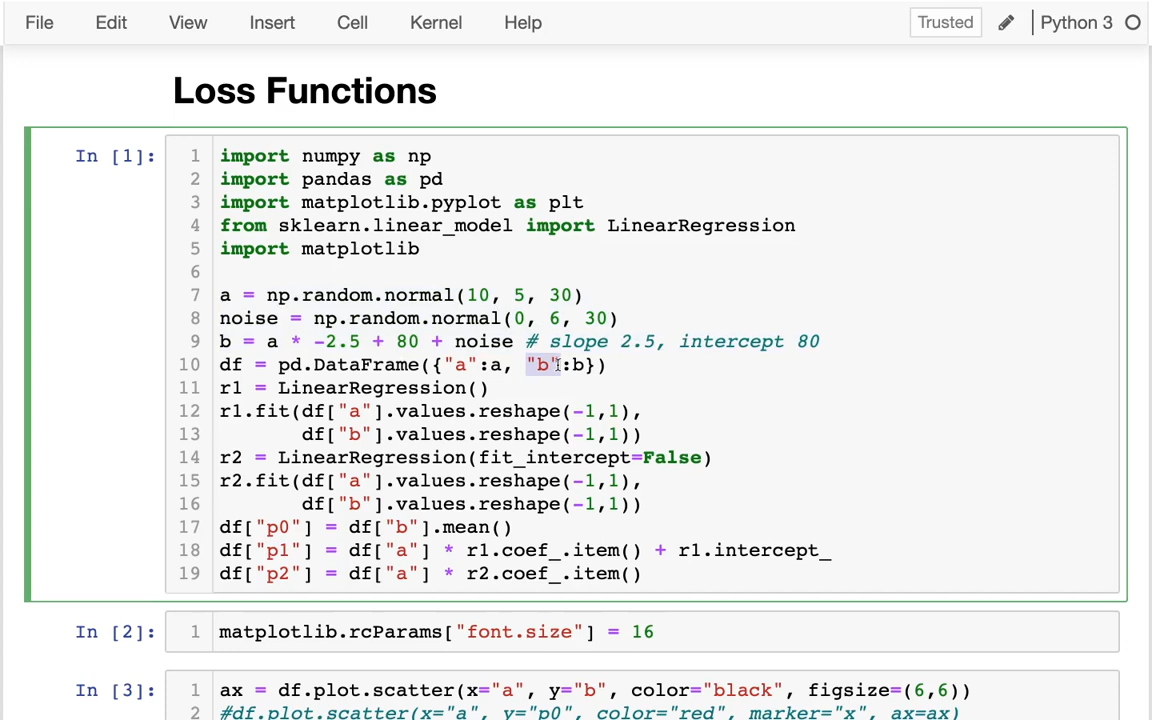 File Edit View Insert Cell Kernel Help Trusted Python 3
Loss Functions
In [1]:
1 import numpy as np
2 import pandas as pd
3 import matplotlib.pyplot as plt
4 from sklearn.linear_model import LinearRegression
5 import matplotlib
6
7 a = np.random.normal(10, 5, 30)
8 noise = np.random.normal(0, 6, 30)
9 b = a * -2.5 + 80 + noise # slope 2.5, intercept 80
10 df = pd.DataFrame({"a":a, "b":b})
11 r1 = LinearRegression()
12 r1.fit(df["a"].values.reshape(-1,1),
13        df["b"].values.reshape(-1,1))
14 r2 = LinearRegression(fit_intercept=False)
15 r2.fit(df["a"].values.reshape(-1,1),
16        df["b"].values.reshape(-1,1))
17 df["p0"] = df["b"].mean()
18 df["p1"] = df["a"] * r1.coef_.item() + r1.intercept_
19 df["p2"] = df["a"] * r2.coef_.item()
In [2]:
1 matplotlib.rcParams["font.size"] = 16
In [3]:
1 ax = df.plot.scatter(x="a", y="b", color="black", figsize=(6,6))
2 #df.plot.scatter(x="a", y="p0", color="red", marker="x", ax=ax)